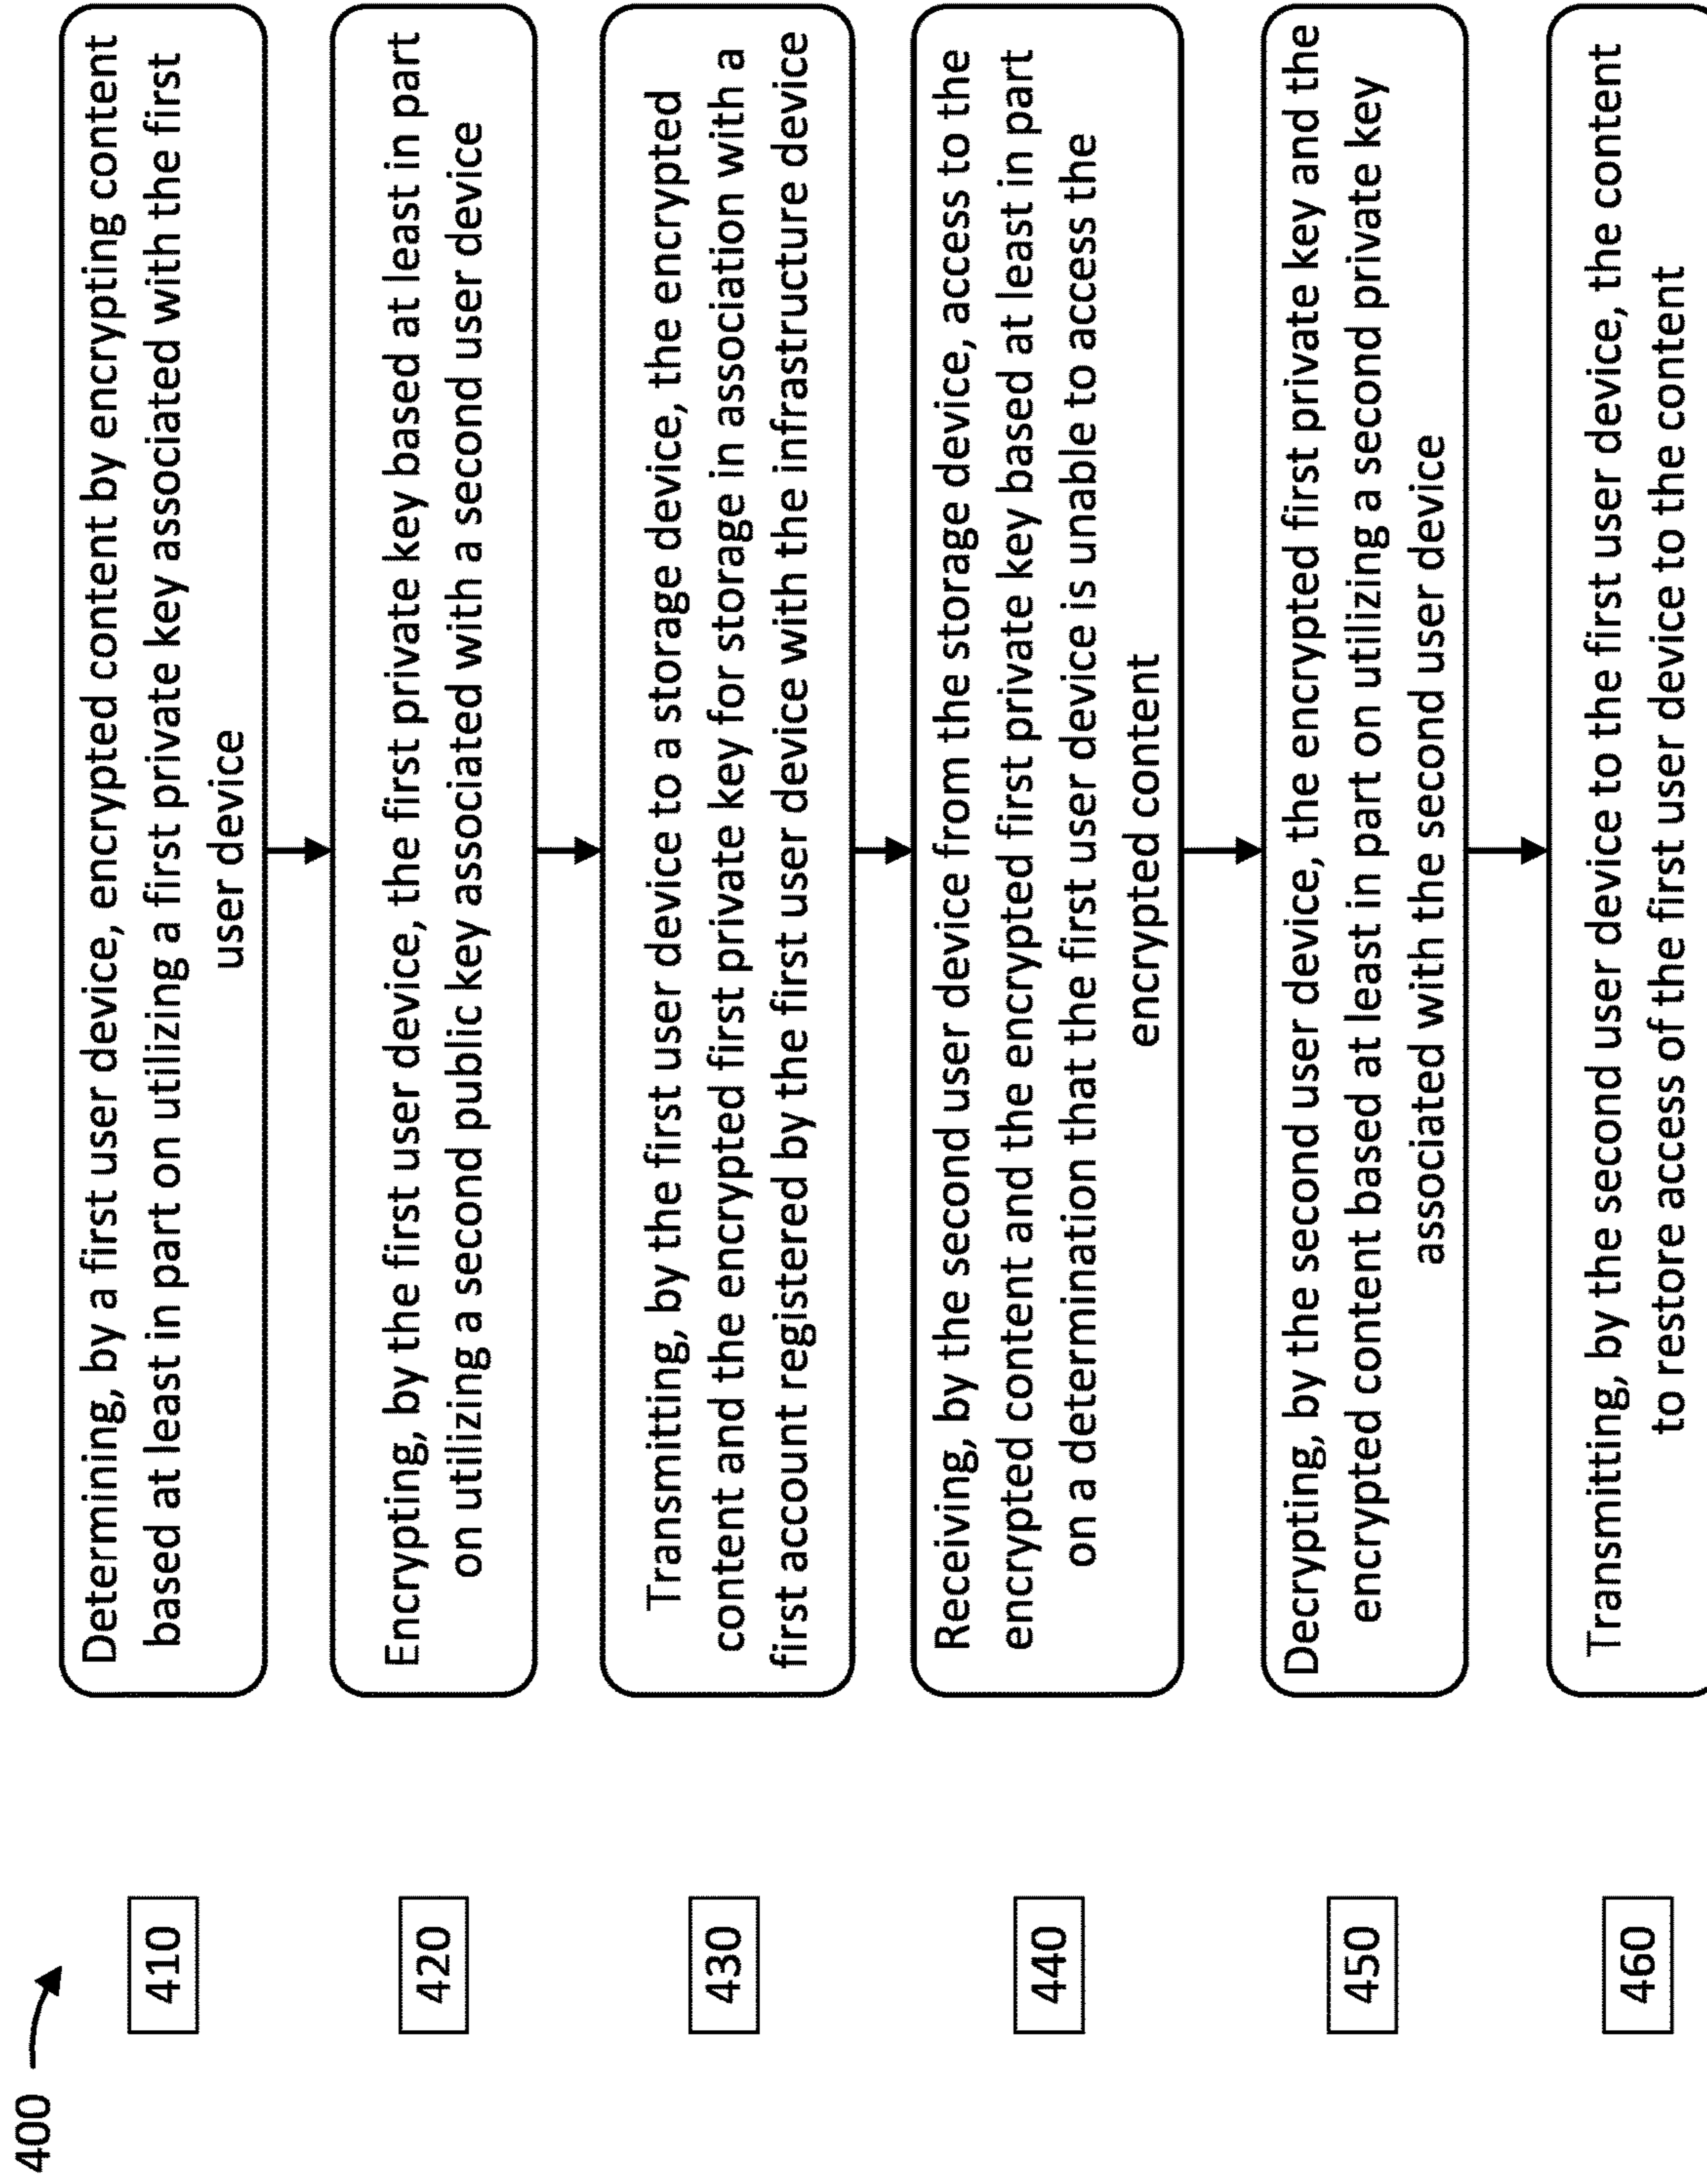 400
410
Determining, by a first user device, encrypted content by encrypting content
based at least in part on utilizing a first private key associated with the first
user device
420
Encrypting, by the first user device, the first private key based at least in part
on utilizing a second public key associated with a second user device
430
Transmitting, by the first user device to a storage device, the encrypted
content and the encrypted first private key for storage in association with a
first account registered by the first user device with the infrastructure device
440
Receiving, by the second user device from the storage device, access to the
encrypted content and the encrypted first private key based at least in part
on a determination that the first user device is unable to access the
encrypted content
450
Decrypting, by the second user device, the encrypted first private key and the
encrypted content based at least in part on utilizing a second private key
associated with the second user device
460
Transmitting, by the second user device to the first user device, the content
to restore access of the first user device to the content